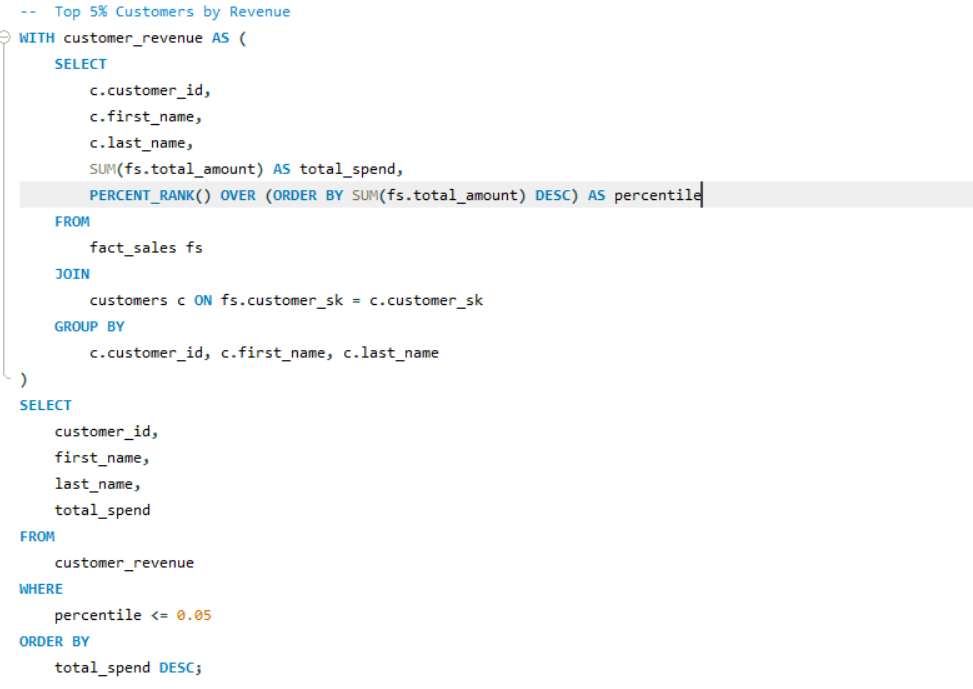 --  Top 5% Customers by Revenue
WITH customer_revenue AS (
    SELECT
        c.customer_id,
        c.first_name,
        c.last_name,
        SUM(fs.total_amount) AS total_spend,
        PERCENT_RANK() OVER (ORDER BY SUM(fs.total_amount) DESC) AS percentile
    FROM
        fact_sales fs
    JOIN
        customers c ON fs.customer_sk = c.customer_sk
    GROUP BY
        c.customer_id, c.first_name, c.last_name
)
SELECT
    customer_id,
    first_name,
    last_name,
    total_spend
FROM
    customer_revenue
WHERE
    percentile <= 0.05
ORDER BY
    total_spend DESC;